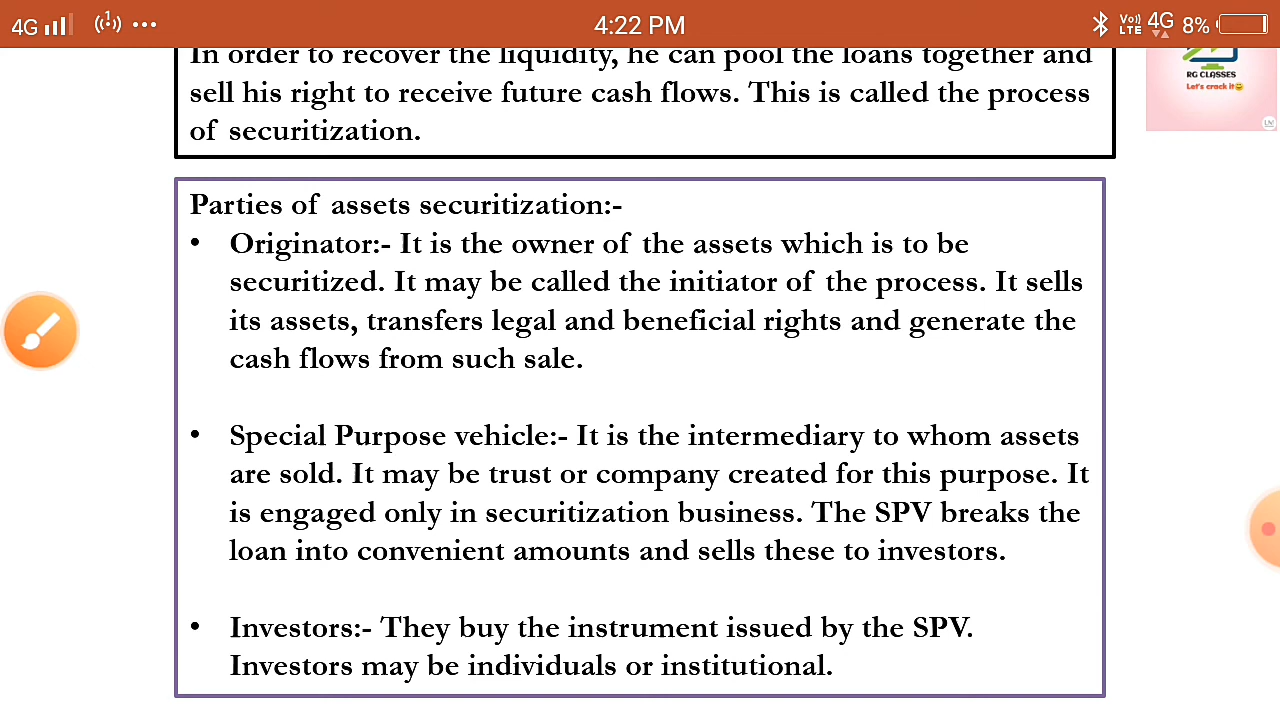 4G 4:22 PM Vo)) LTE 4G 8%
In order to recover the liquidity, he can pool the loans together and
sell his right to receive future cash flows. This is called the process
of securitization.
RG CLASSES
Let's crack it
Parties of assets securitization:-
• Originator:- It is the owner of the assets which is to be
securitized. It may be called the initiator of the process. It sells
its assets, transfers legal and beneficial rights and generate the
cash flows from such sale.
• Special Purpose vehicle:- It is the intermediary to whom assets
are sold. It may be trust or company created for this purpose. It
is engaged only in securitization business. The SPV breaks the
loan into convenient amounts and sells these to investors.
• Investors:- They buy the instrument issued by the SPV.
Investors may be individuals or institutional.